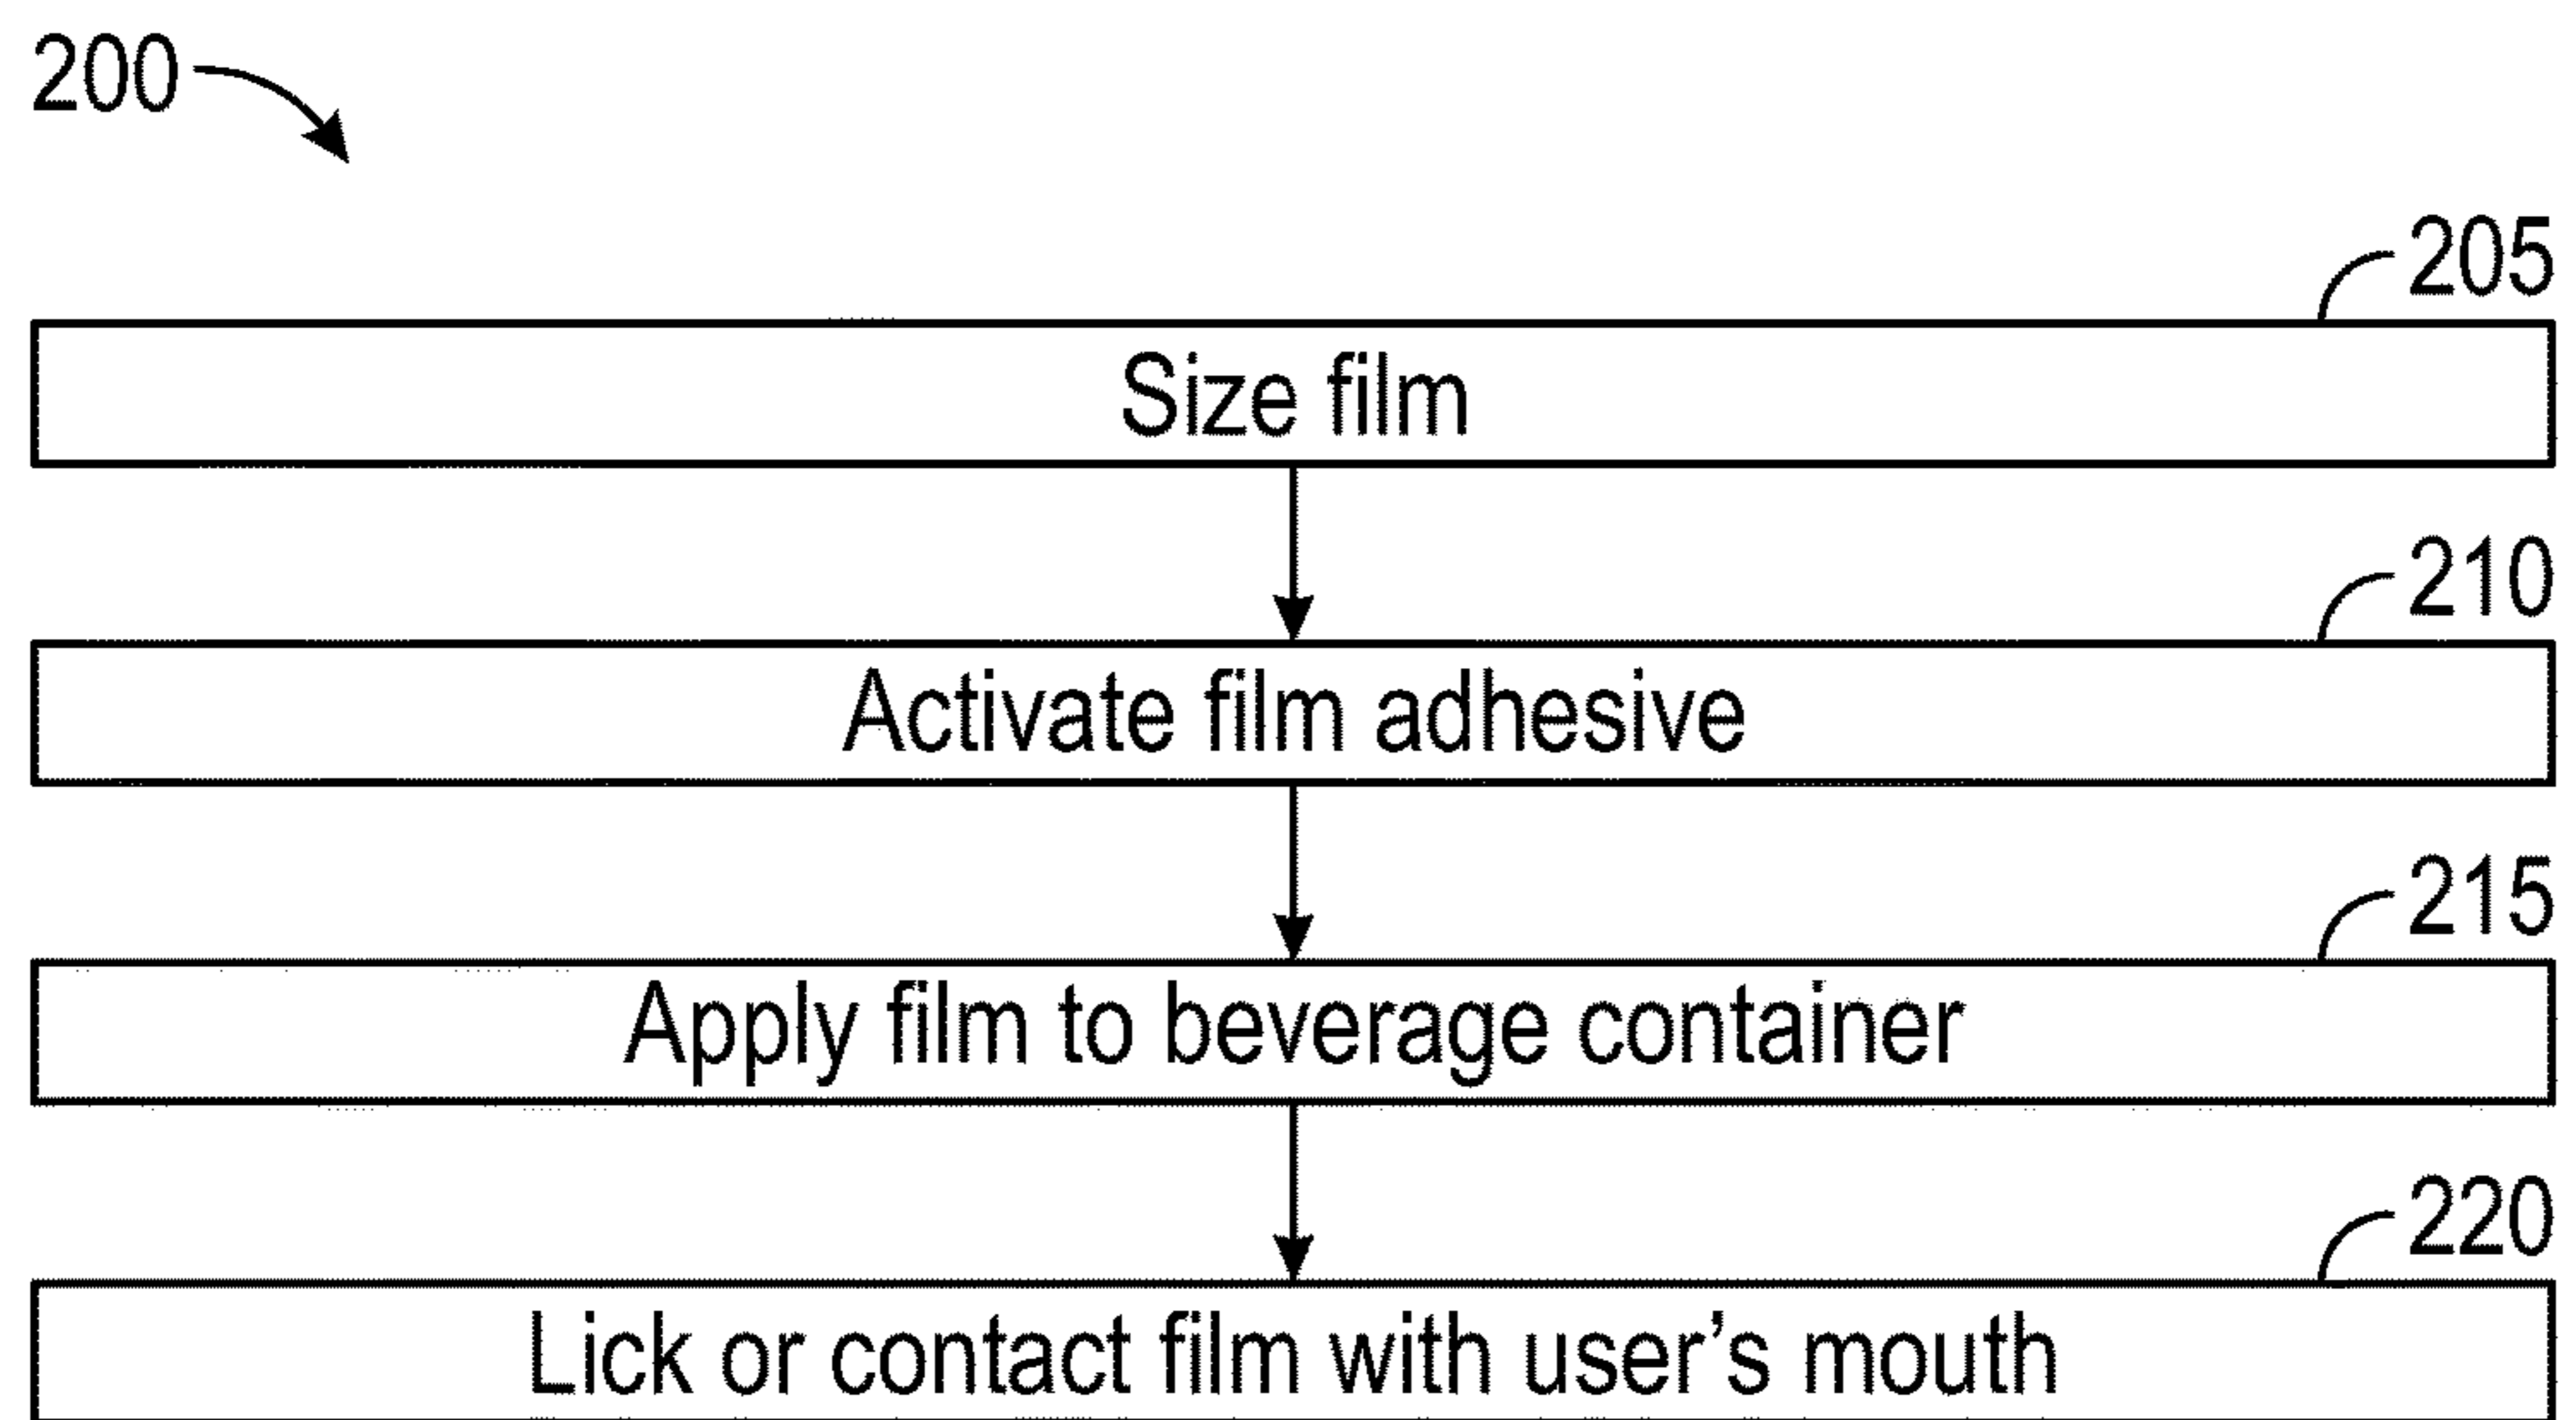 200
205
Size film
210
Activate film adhesive
215
Apply film to beverage container
220
Lick or contact film with user’s mouth